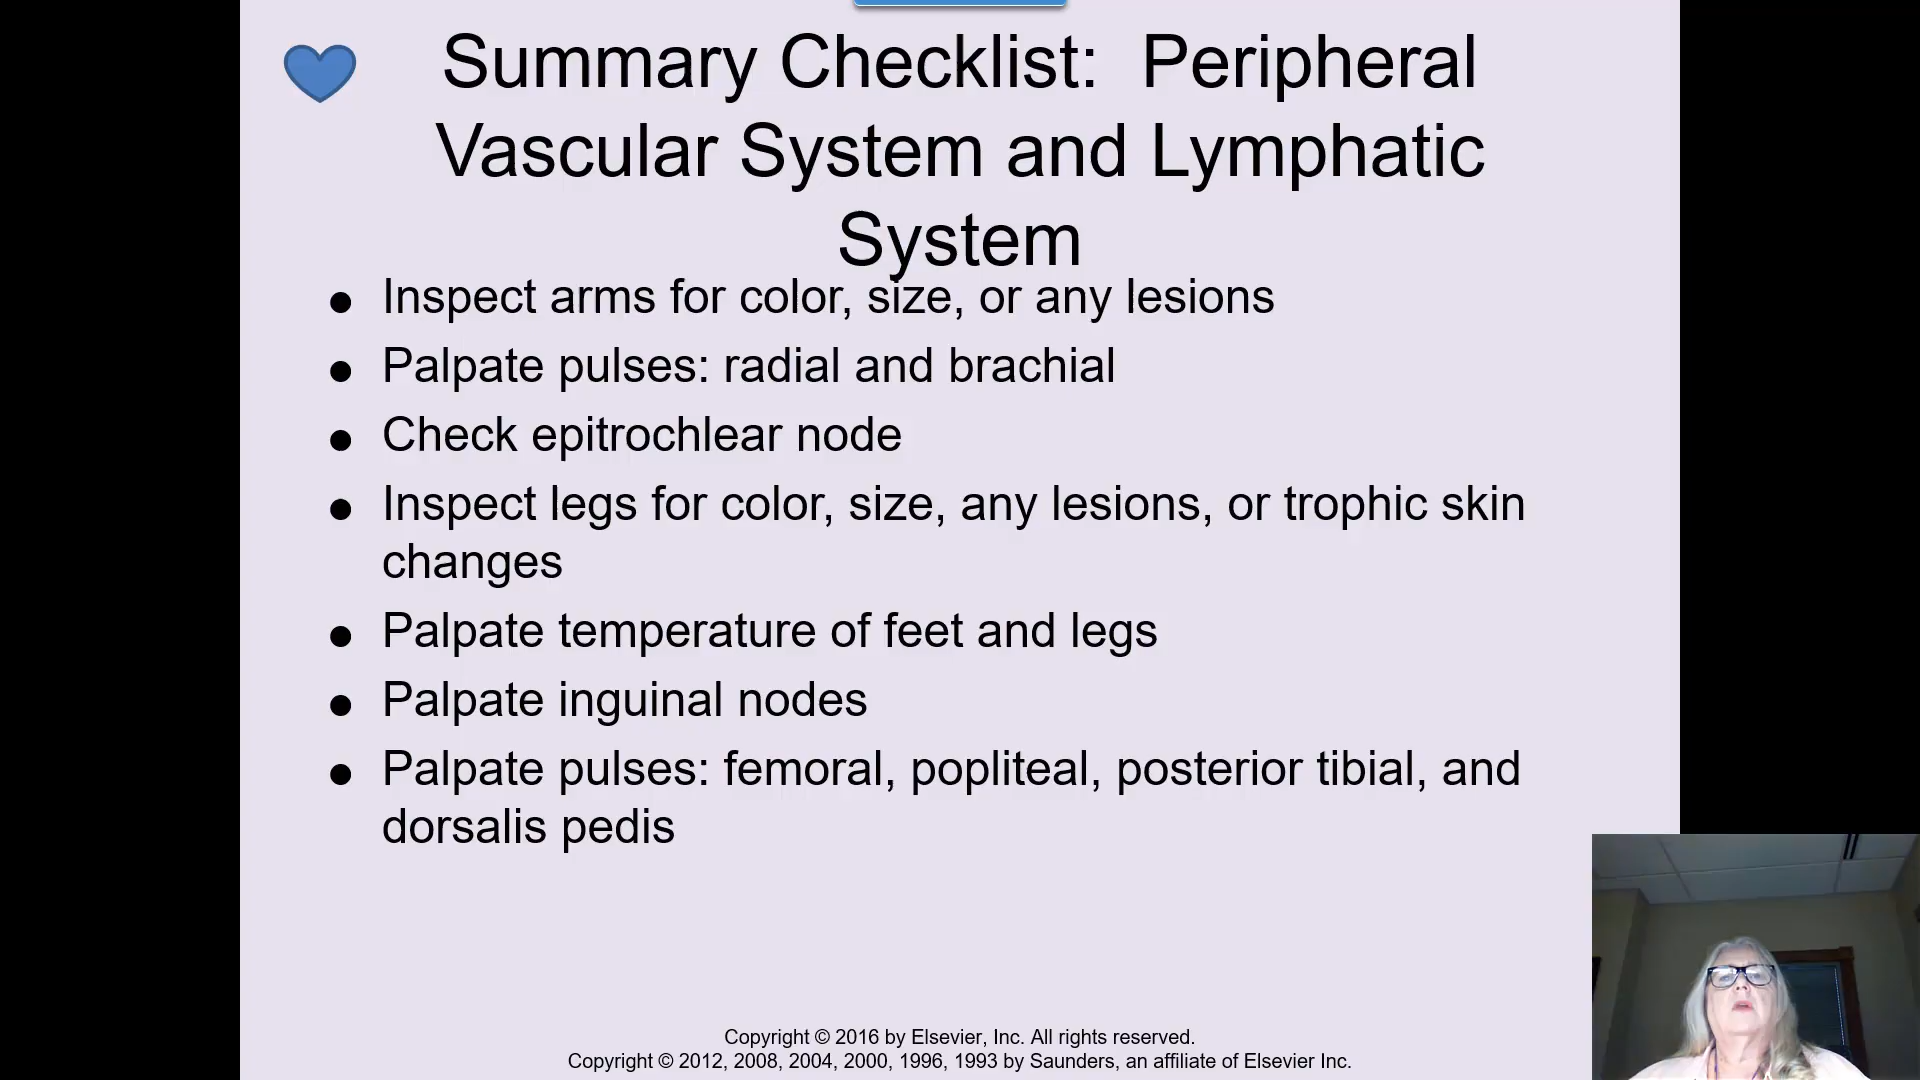 Summary Checklist: Peripheral
Vascular System and Lymphatic
System
● Inspect arms for color, size, or any lesions
● Palpate pulses: radial and brachial
● Check epitrochlear node
● Inspect legs for color, size, any lesions, or trophic skin
changes
● Palpate temperature of feet and legs
● Palpate inguinal nodes
● Palpate pulses: femoral, popliteal, posterior tibial, and
dorsalis pedis
Copyright © 2016 by Elsevier, Inc. All rights reserved.
Copyright © 2012, 2008, 2004, 2000, 1996, 1993 by Saunders, an affiliate of Elsevier Inc.